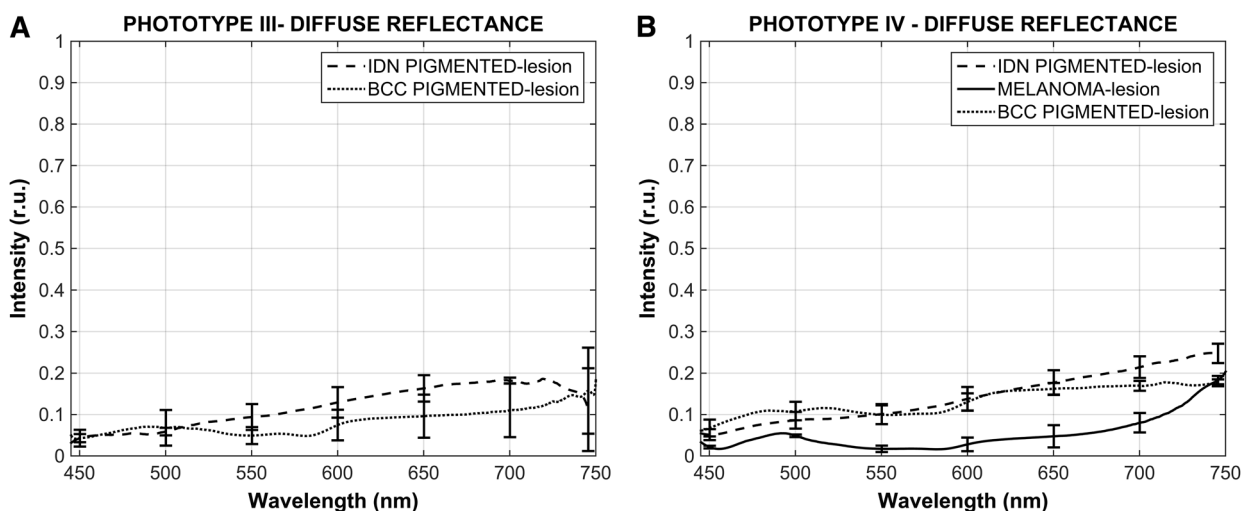 A
PHOTOTYPE III- DIFFUSE REFLECTANCE
IDN PIGMENTED-lesion
BCC PIGMENTED-lesion
Intensity (r.u.)
1
0.9
0.8
0.7
0.6
0.5
0.4
0.3
0.2
0.1
0
450 500 550 600 650 700 750
Wavelength (nm)
B
PHOTOTYPE IV - DIFFUSE REFLECTANCE
IDN PIGMENTED-lesion
MELANOMA-lesion
BCC PIGMENTED-lesion
Intensity (r.u.)
1
0.9
0.8
0.7
0.6
0.5
0.4
0.3
0.2
0.1
0
450 500 550 600 650 700 750
Wavelength (nm)